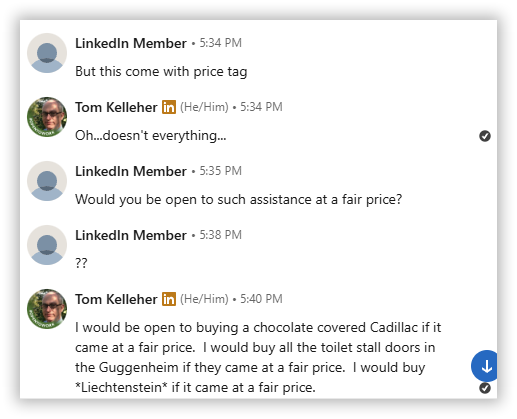 LinkedIn Member • 5:34 PM
But this come with price tag
Tom Kelleher in (He/Him) • 5:34 PM
Oh...doesn't everything...
LinkedIn Member • 5:35 PM
Would you be open to such assistance at a fair price?
LinkedIn Member • 5:38 PM
??
Tom Kelleher in (He/Him) • 5:40 PM
I would be open to buying a chocolate covered Cadillac if it
came at a fair price.  I would buy all the toilet stall doors in
the Guggenheim if they came at a fair price.  I would buy
*Liechtenstein* if it came at a fair price.